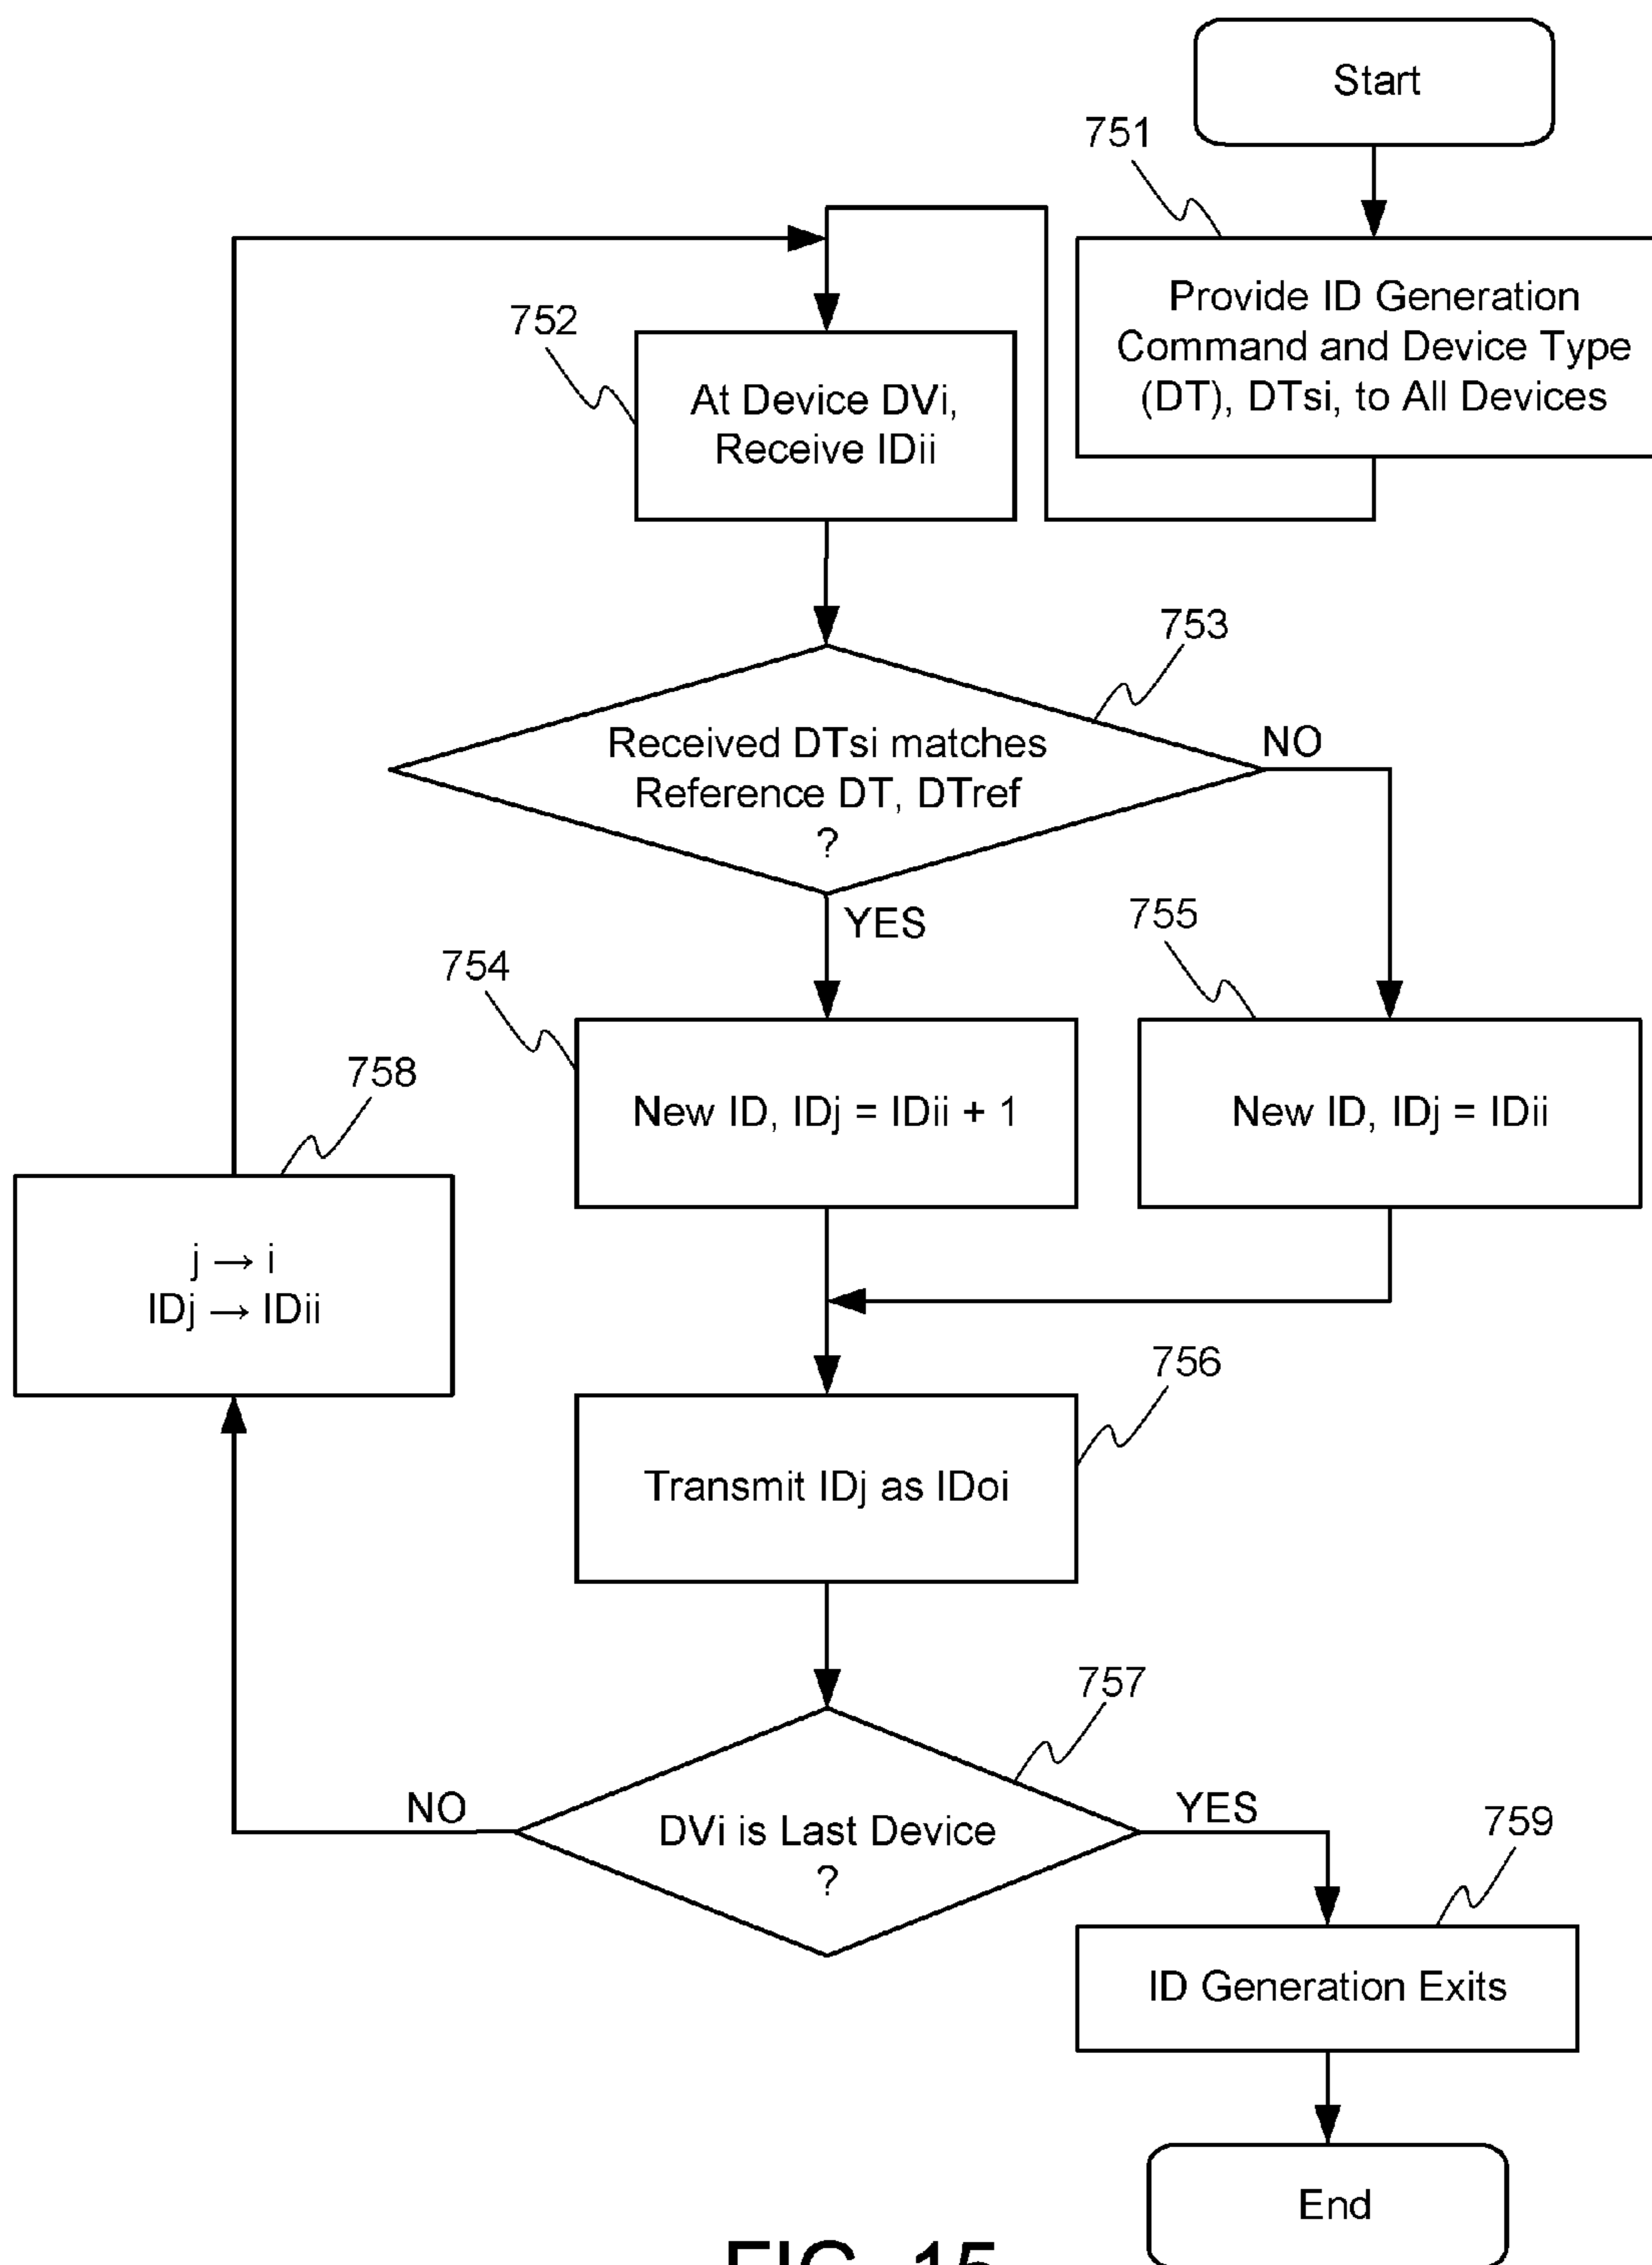 Start
751
Provide ID Generation
Command and Device Type
(DT), DTsi, to All Devices
752
At Device DVi,
Receive IDii
753
Received DTsi matches
Reference DT, DTref
?
NO
YES
754
New ID, IDj = IDii + 1
755
New ID, IDj = IDii
758
j → i
IDj → IDii
756
Transmit IDj as IDoi
757
DVi is Last Device
?
NO
YES
759
ID Generation Exits
End
FIG. 15